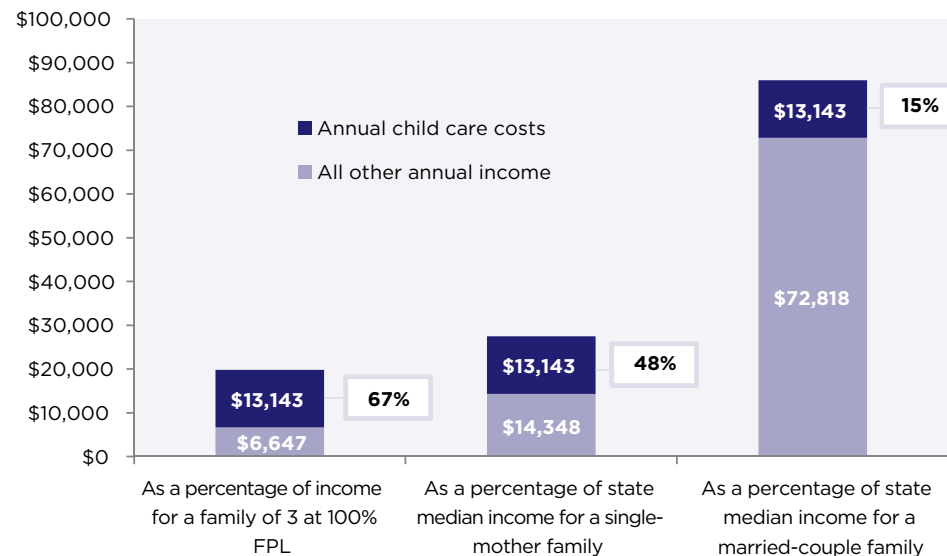 $100,000
$90,000
$80,000
$70,000
$60,000
$50,000
$40,000
$30,000
$20,000
$10,000
$0
Annual child care costs
All other annual income
$13,143
67%
$6,647
$13,143
48%
$14,348
$13,143
15%
$72,818
As a percentage of income
for a family of 3 at 100%
FPL
As a percentage of state
median income for a single-
mother family
As a percentage of state
median income for a
married-couple family